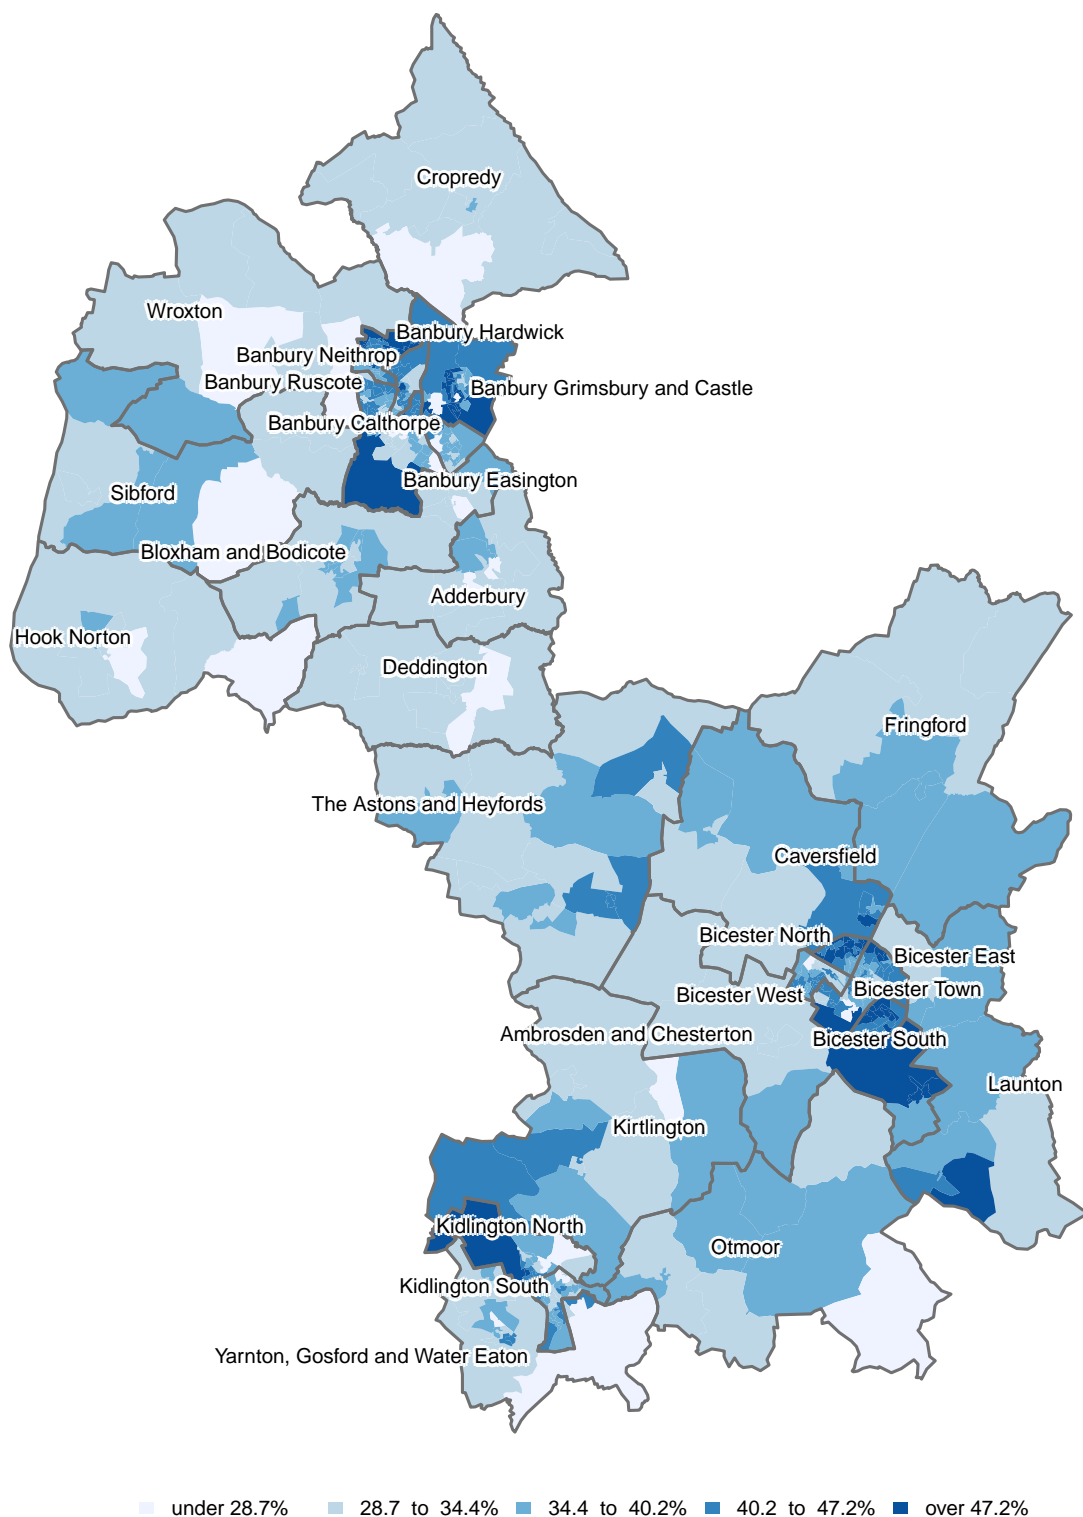 Cropredy
Wroxton
Banbury Hardwick
Banbury Neithrop
Banbury Ruscote
Banbury Grimsbury and Castle
Banbury Calthorpe
Banbury Easington
Sibford
Bloxham and Bodicote
Adderbury
Hook Norton
Deddington
Fringford
The Astons and Heyfords
Caversfield
Bicester North
Bicester East
Bicester Town
Bicester West
Ambrosden and Chesterton
Bicester South
Launton
Kirtlington
Kidlington North
Otmoor
Kidlington South
Yarnton, Gosford and Water Eaton
under 28.7% 28.7 to 34.4% 34.4 to 40.2% 40.2 to 47.2% over 47.2%